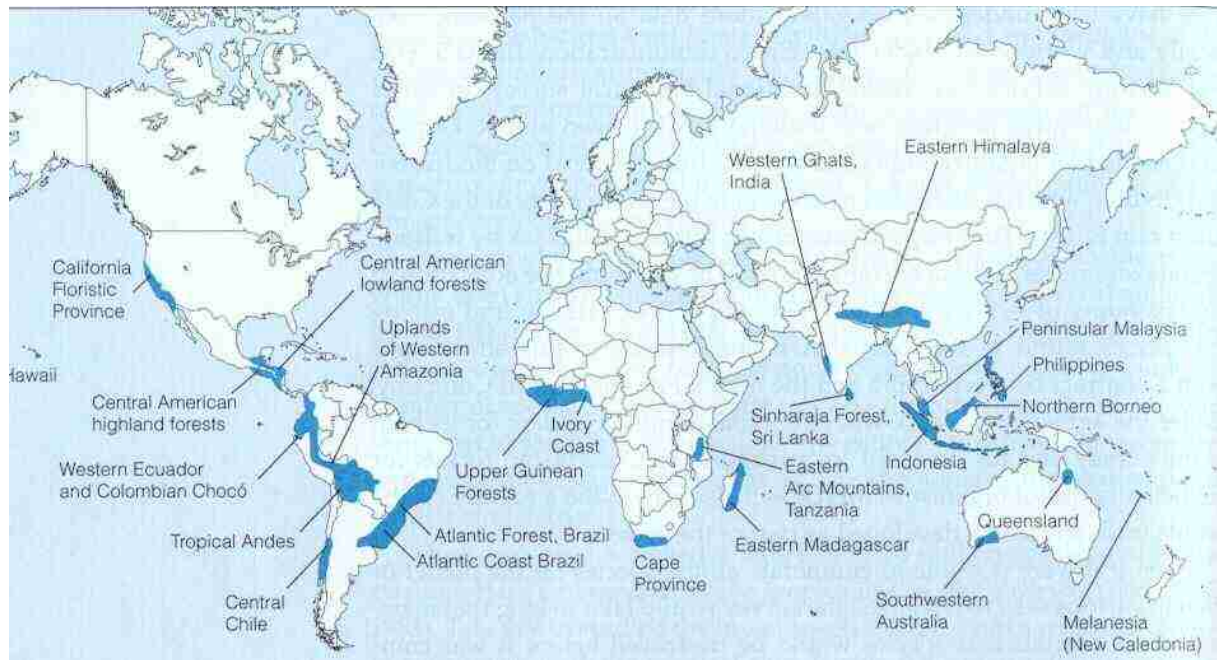 Western Ghats,
India
Eastern Himalaya
California
Floristic
Province
Central American
lowland forests
Uplands
of Western
Amazonia
Hawaii
Central American
highland forests
Western Ecuador
and Colombian Chocó
Tropical Andes
Central
Chile
Atlantic Forest, Brazil
Atlantic Coast Brazil
Upper Guinean
Forests
Ivory
Coast
Cape
Province
Eastern
Arc Mountains,
Tanzania
Eastern Madagascar
Sinharaja Forest,
Sri Lanka
Peninsular Malaysia
Philippines
Northern Borneo
Indonesia
Queensland
Southwestern
Australia
Melanesia
(New Caledonia)